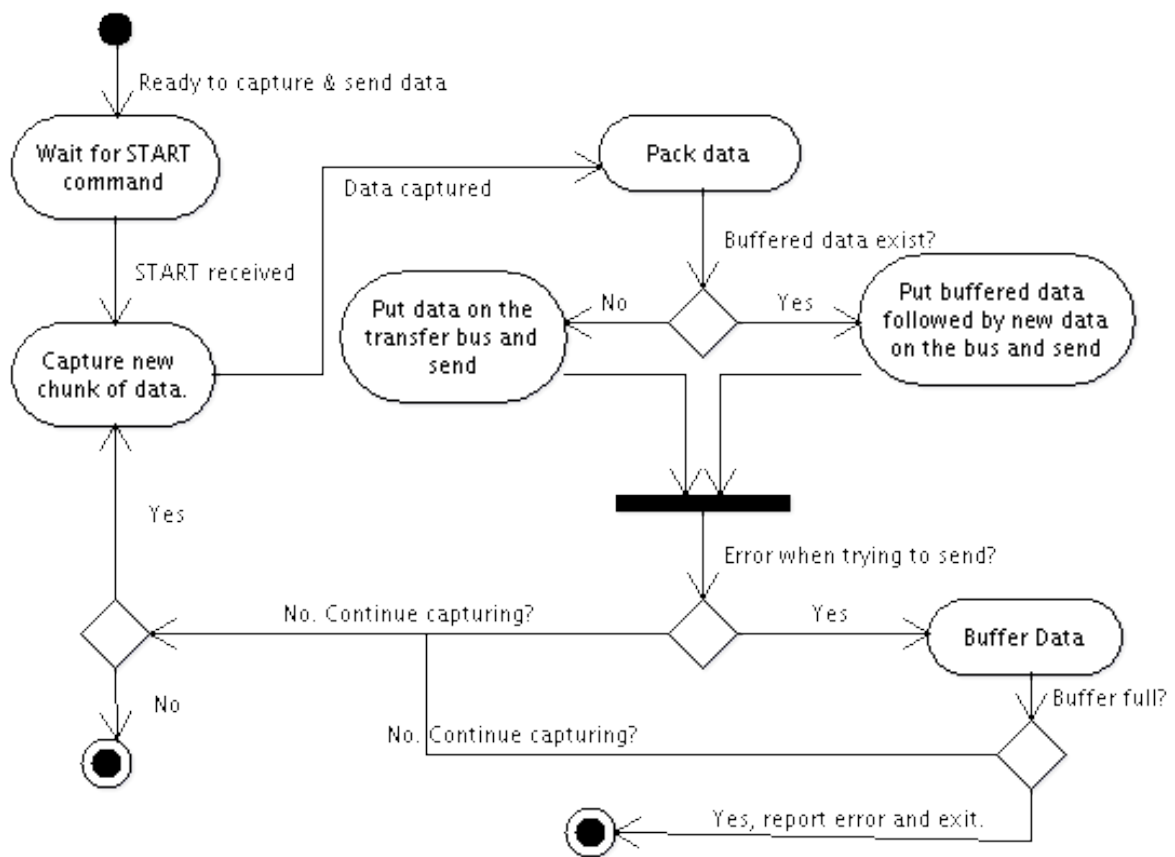 Ready to capture & send data
Wait for START
command
Pack data
Data captured
START received
Buffered data exist?
No
Yes
Put data on the
transfer bus and
send
Put buffered data
followed by new data
on the bus and send
Capture new
chunk of data.
Yes
Error when trying to send?
No. Continue capturing?
Yes
Buffer Data
No
Buffer full?
No. Continue capturing?
Yes, report error and exit.